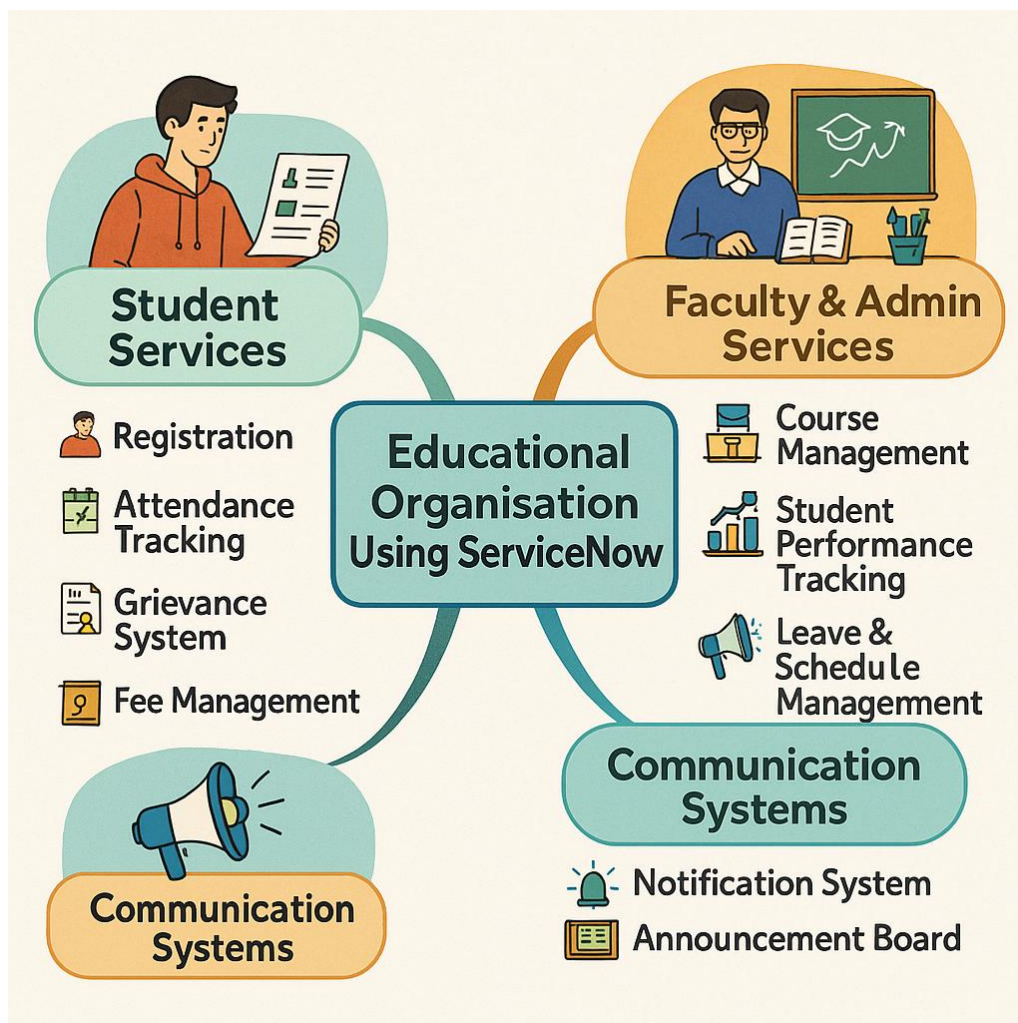 Student
Services
Registration
Attendance
Tracking
Grievance
System
Fee Management
Faculty & Admin
Services
Course
Management
Student
Performance
Tracking
Leave &
Schedule
Managemennt
Educational
Organisation
Using ServiceNow
Communication
Systems
Communication
Systems
Notification System
Announcement Board